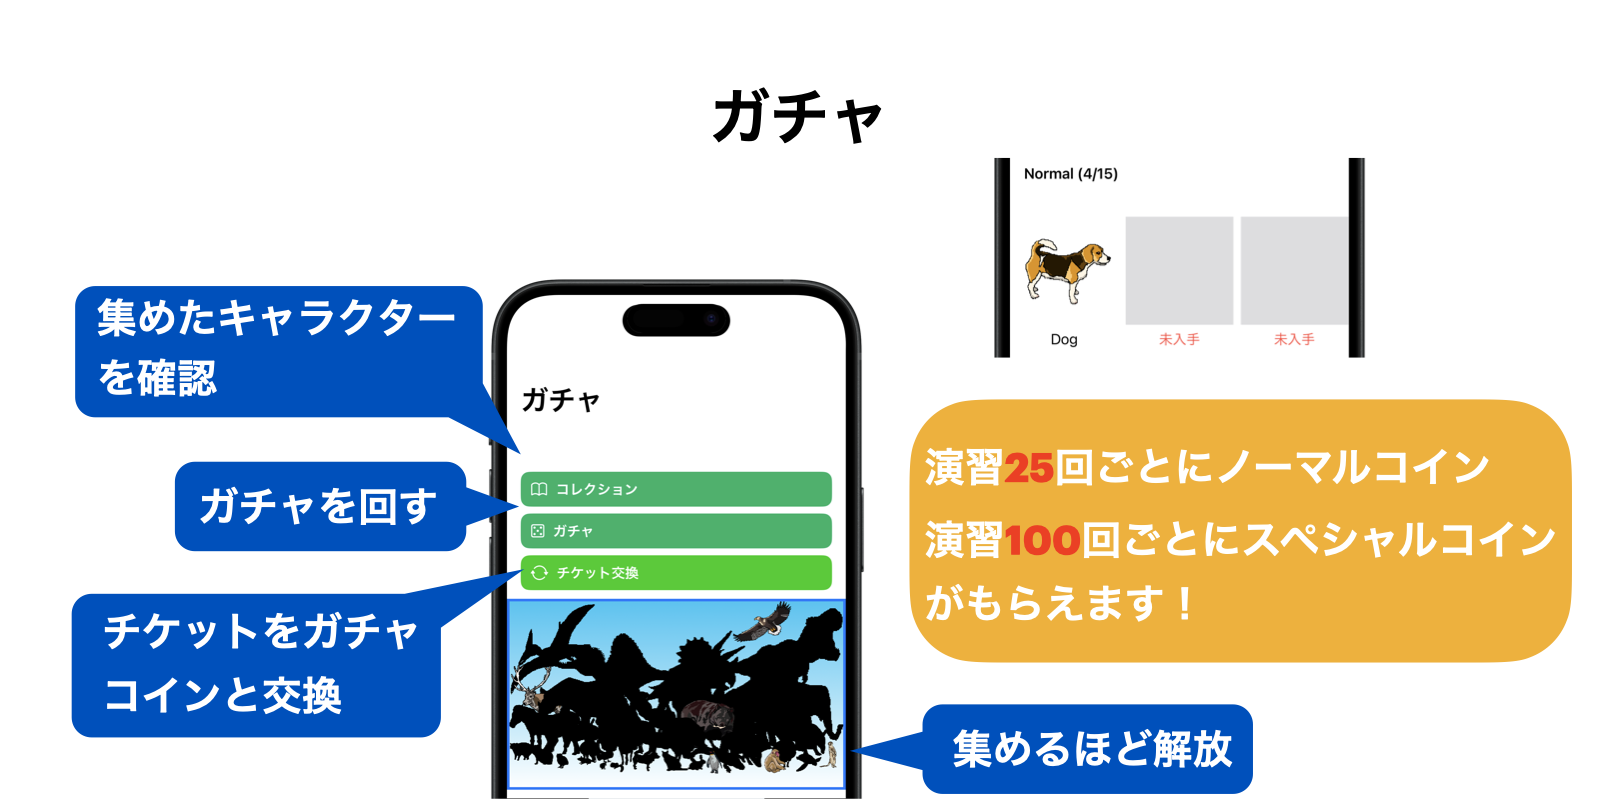 ガチャ
Normal (4/15)
Dog
未入手
未入手
集めたキャラクター
を確認
ガチャを回す
チケットをガチャ
コインと交換
ガチャ
コレクション
ガチャ
チケット交換
演習25回ごとにノーマルコイン
演習100回ごとにスペシャルコイン
がもらえます！
集めるほど解放